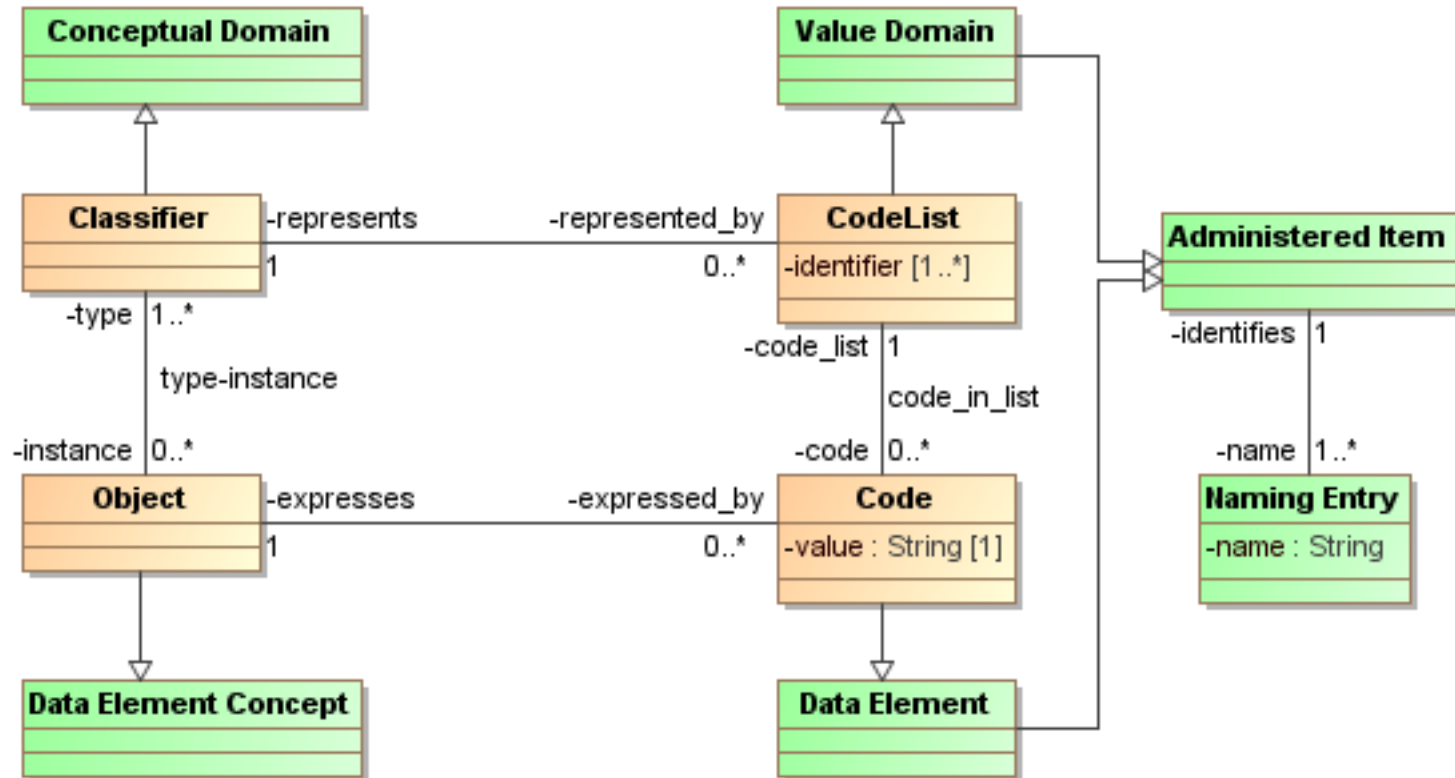 Conceptual Domain
Value Domain
Classifier
-represents
-represented_by
CodeList
1
0..*
-identifier [1..*]
Administered Item
-type
1..*
-code_list
1
-identifies
1
type-instance
code_in_list
-instance
0..*
-code
0..*
-name
1..*
Object
-expresses
-expressed_by
Code
Naming Entry
1
0..*
-value : String [1]
-name : String
Data Element Concept
Data Element